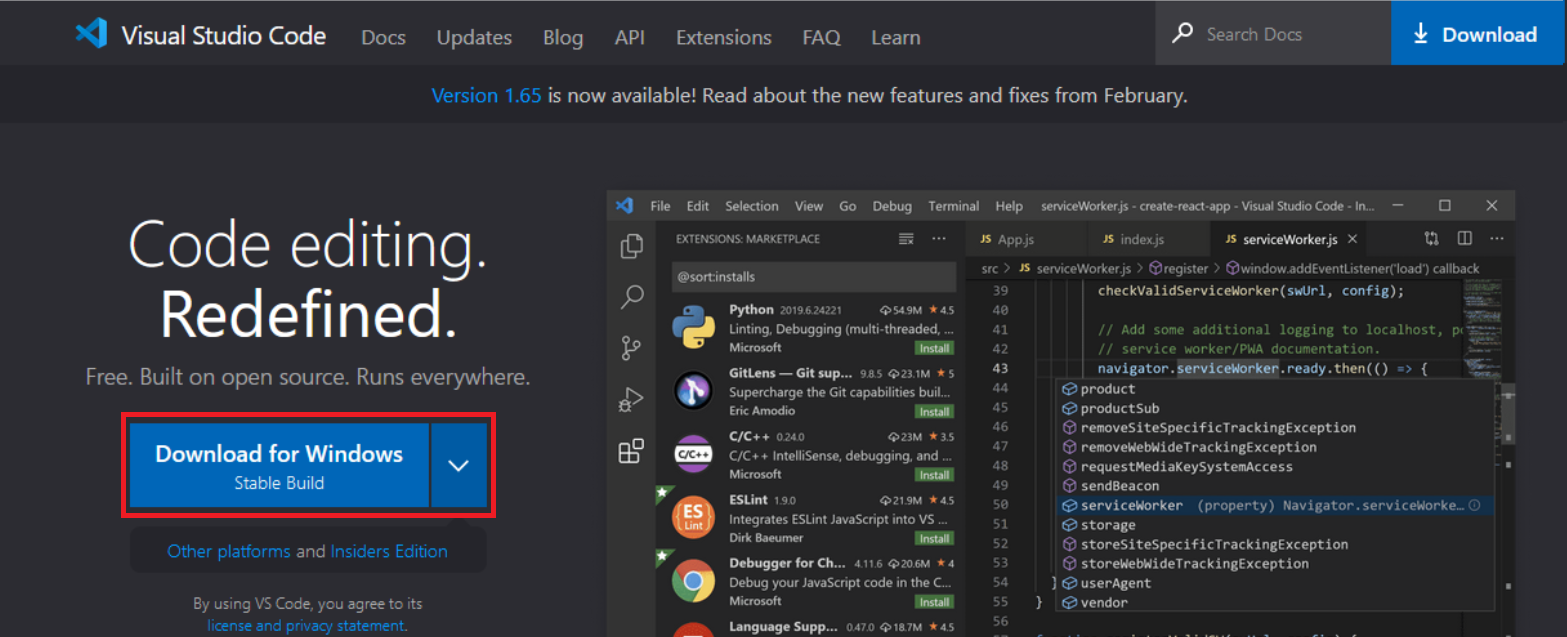 Visual Studio Code Docs Updates Blog API Extensions FAQ Learn Search Docs Download
Version 1.65 is now available! Read about the new features and fixes from February.
Code editing.
Redefined.
Free. Built on open source. Runs everywhere.
Download for Windows
Stable Build
Other platforms and Insiders Edition
By using VS Code, you agree to its
license and privacy statement.
File Edit Selection View Go Debug Terminal Help serviceWorker.js - create-react-app - Visual Studio Code - In...
EXTENSIONS: MARKETPLACE
@sort:installs
Python 2019.6.24221 54.9M ★ 4.5
Linting, Debugging (multi-threaded, ...
Microsoft Install
GitLens — Git sup... 9.8.5 23.1M ★ 5
Supercharge the Git capabilities buil...
Eric Amodio Install
C/C++
C/C++ 0.24.0 23M ★ 3.5
C/C++ IntelliSense, debugging, and ...
Microsoft Install
ES
Lint
ESLint 1.9.0 21.9M ★ 4.5
Integrates ESLint JavaScript into VS ...
Dirk Baeumer Install
Debugger for Ch... 4.11.6 20.6M ★ 4
Debug your JavaScript code in the C...
Microsoft Install
Language Supp... 0.47.0 18.7M ★ 4.5
JS App.js JS index.js JS serviceWorker.js
src > JS serviceWorker.js > register > window.addEventListener('load') callback
39 checkValidServiceWorker(swUrl, config);
40
41 // Add some additional logging to localhost, po
42 // service worker/PWA documentation.
43 navigator.serviceWorker.ready.then(() => {
44 product
45 productSub
46 removeSiteSpecificTrackingException
47 removeWebWideTrackingException
48 requestMediaKeySystemAccess
49 sendBeacon
50 serviceWorker (property) Navigator.serviceWorke...
51 storage
52 storeSiteSpecificTrackingException
53 storeWebWideTrackingException
54 } userAgent
55 } vendor
56